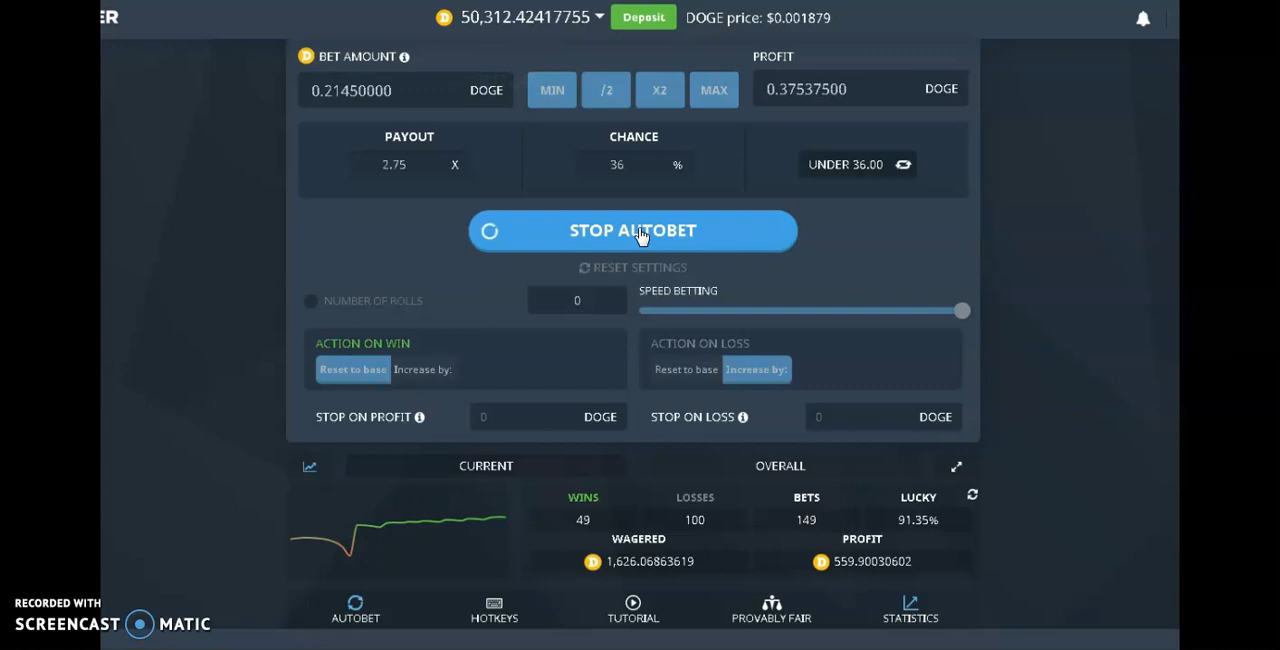 ER 50,312.42417755 Deposit DOGE price: $0.001879
BET AMOUNT PROFIT
0.21450000 DOGE MIN /2 X2 MAX 0.37537500 DOGE
PAYOUT CHANCE
2.75 X 36 % UNDER 36.00
STOP AUTOBET
RESET SETTINGS
NUMBER OF ROLLS 0 SPEED BETTING
ACTION ON WIN ACTION ON LOSS
Reset to base Increase by: Reset to base Increase by:
STOP ON PROFIT 0 DOGE STOP ON LOSS 0 DOGE
CURRENT OVERALL
WINS LOSSES BETS LUCKY
49 100 149 91.35%
WAGERED PROFIT
1,626.06863619 559.90030602
AUTOBET HOTKEYS TUTORIAL PROVABLY FAIR STATISTICS
RECORDED WITH
SCREENCAST MATIC